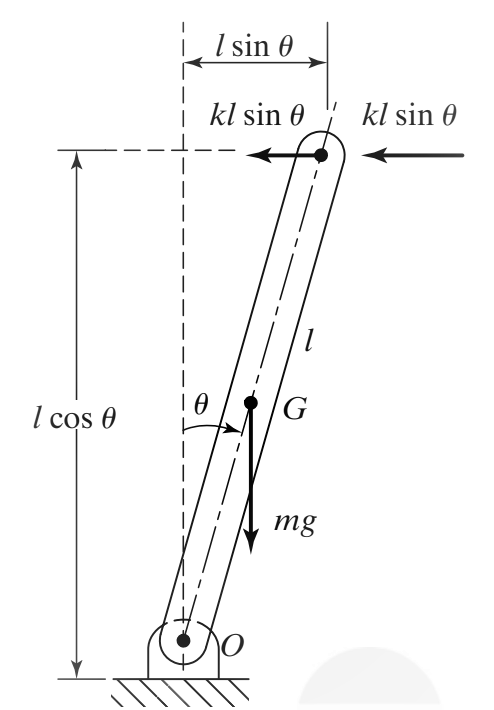 l sin θ
kl sin θ
kl sin θ
l
l cos θ
θ
G
mg
O